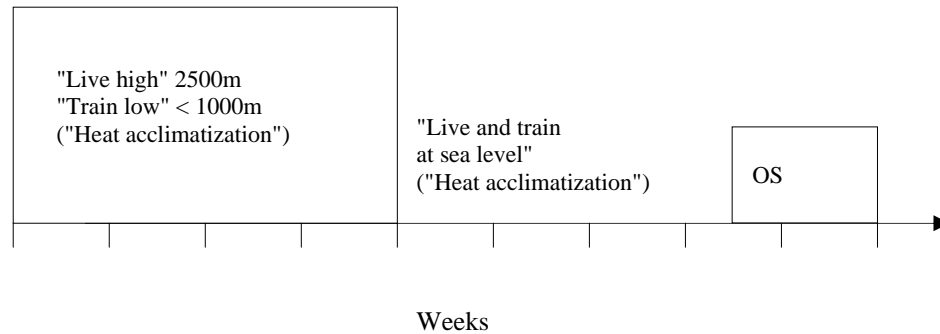 "Live high" 2500m
"Train low" < 1000m
("Heat acclimatization")
"Live and train
at sea level"
("Heat acclimatization")
OS
Weeks